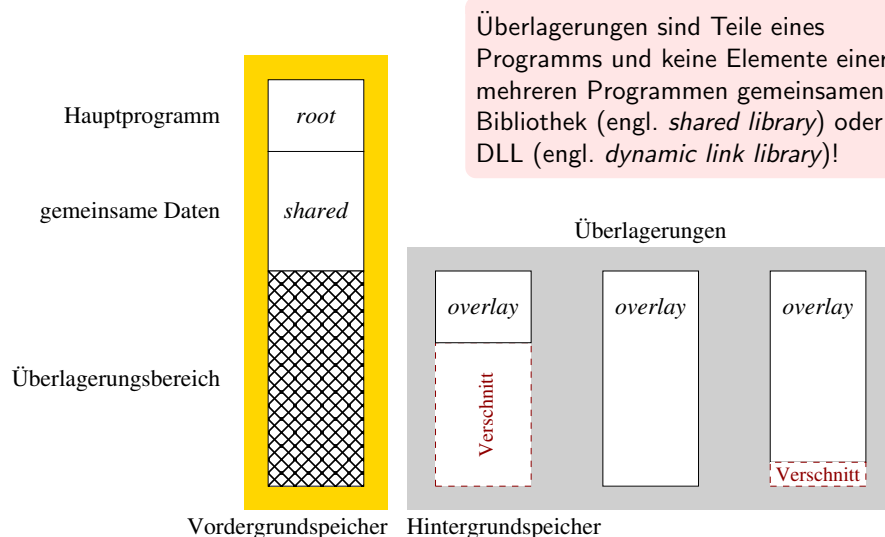 Überlagerungen sind Teile eines
Programms und keine Elemente einer
mehreren Programmen gemeinsamen
Bibliothek (engl. shared library) oder
DLL (engl. dynamic link library)!
Hauptprogramm
root
gemeinsame Daten
shared
Überlagerungen
overlay
overlay
overlay
Überlagerungsbereich
Verschnitt
Verschnitt
Vordergrundspeicher
Hintergrundspeicher